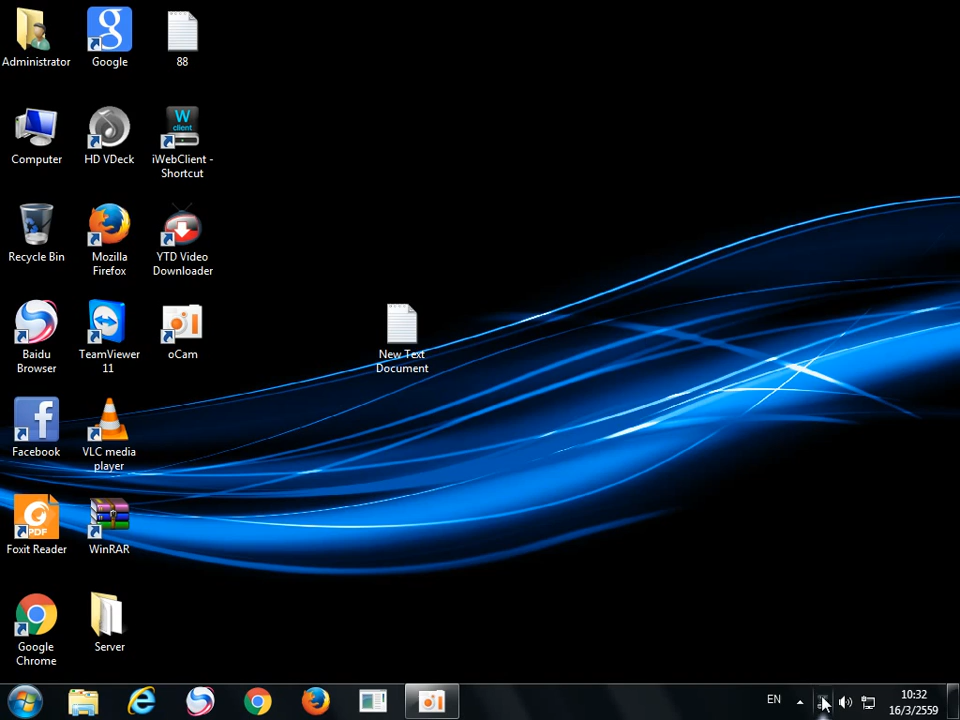 Administrator
Google
88
Computer
HD VDeck
W
client
iWebClient -
Shortcut
Recycle Bin
Mozilla
Firefox
YTD Video
Downloader
Baidu
Browser
TeamViewer
11
oCam
New Text
Document
Facebook
VLC media
player
PDF
Foxit Reader
WinRAR
Google
Chrome
Server
EN
10:32
16/3/2559